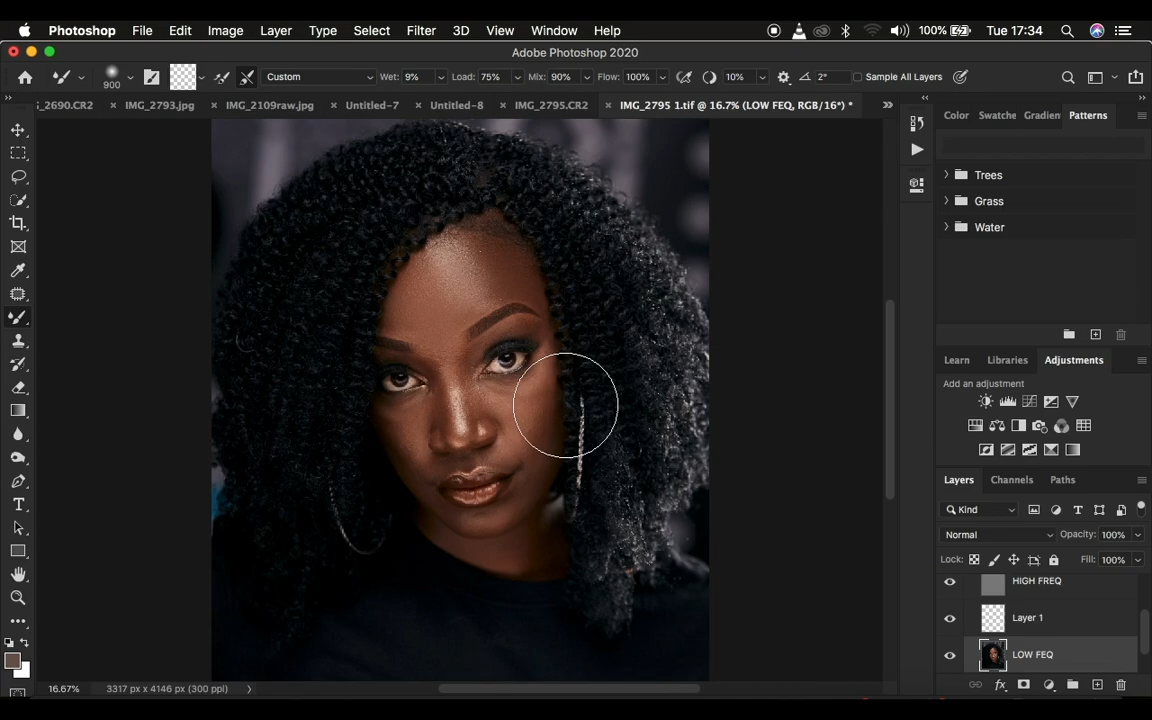 Photoshop File Edit Image Layer Type Select Filter 3D View Window Help 100% Tue 17:34
Adobe Photoshop 2020
900 Custom Wet: 9% Load: 75% Mix: 90% Flow: 100% 10% 2° Sample All Layers
:_2690.CR2 × IMG_2793.jpg × IMG_2109raw.jpg × Untitled-7 × Untitled-8 × IMG_2795.CR2 × IMG_2795 1.tif @ 16.7% (LOW FEQ, RGB/16*) *
Color Swatche Gradien Patterns
Trees
Grass
Water
Learn Libraries Adjustments
Add an adjustment
Layers Channels Paths
Kind
Normal Opacity: 100%
Lock: Fill: 100%
HIGH FREQ
Layer 1
LOW FEQ
16.67% 3317 px x 4146 px (300 ppi)